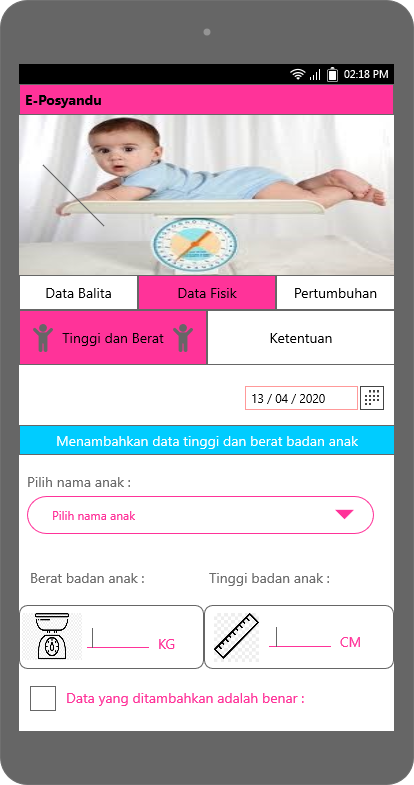 02:18 PM
E-Posyandu
Data Balita
Data Fisik
Pertumbuhan
Tinggi dan Berat
Ketentuan
13 / 04 / 2020
Menambahkan data tinggi dan berat badan anak
Pilih nama anak :
Pilih nama anak
Berat badan anak :
Tinggi badan anak :
KG
CM
Data yang ditambahkan adalah benar :